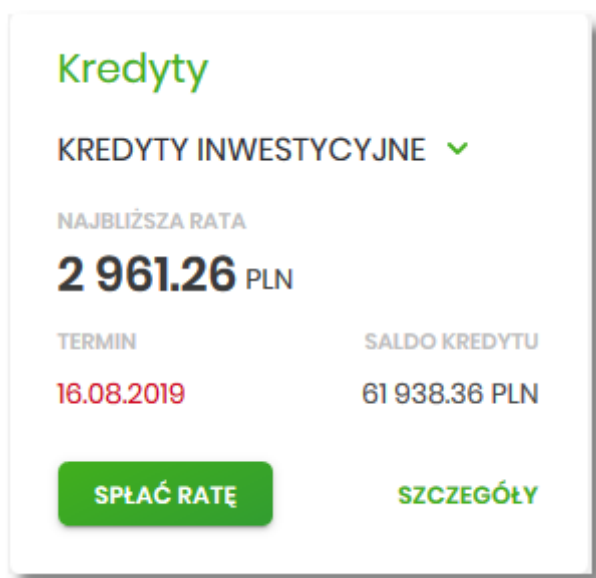 Kredyty
KREDYTY INWESTYCYJNE
NAJBLIŻSZA RATA
2 961.26 PLN
TERMIN SALDO KREDYTU
16.08.2019 61 938.36 PLN
SPŁAĆ RATĘ SZCZEGÓŁY